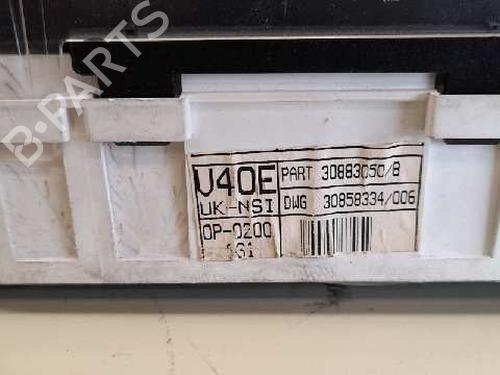 B-PARTS
V40E PART 30883050/B
UK-NSI DWG 30858334/006
OP-0200